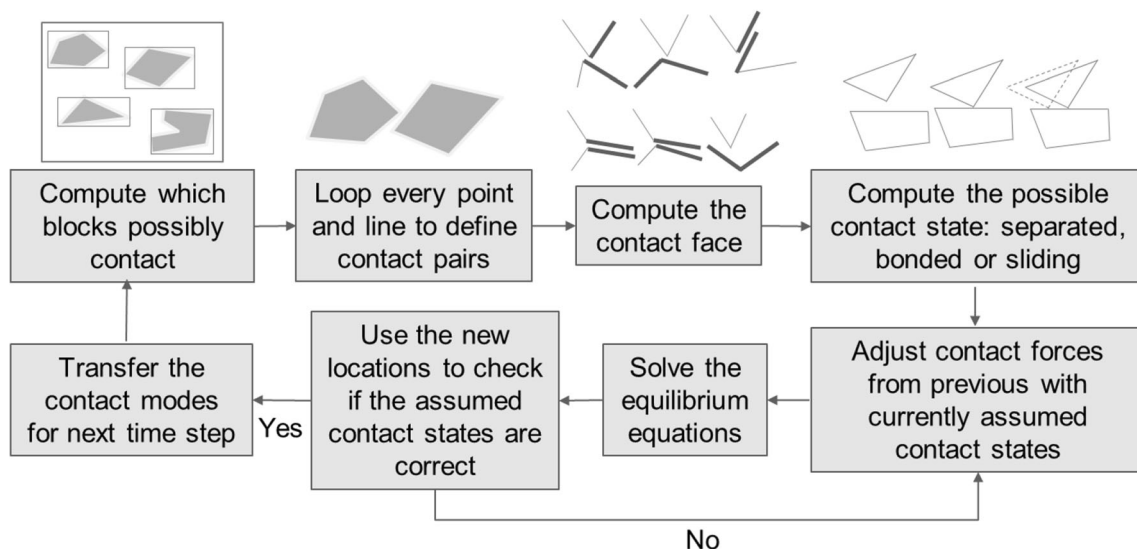 Compute which
blocks possibly
contact
Loop every point
and line to define
contact pairs
Compute the
contact face
Compute the possible
contact state: separated,
bonded or sliding
Adjust contact forces
from previous with
currently assumed
contact states
Solve the
equilibrium
equations
Use the new
locations to check
if the assumed
contact states are
correct
Yes
Transfer the
contact modes
for next time step
No